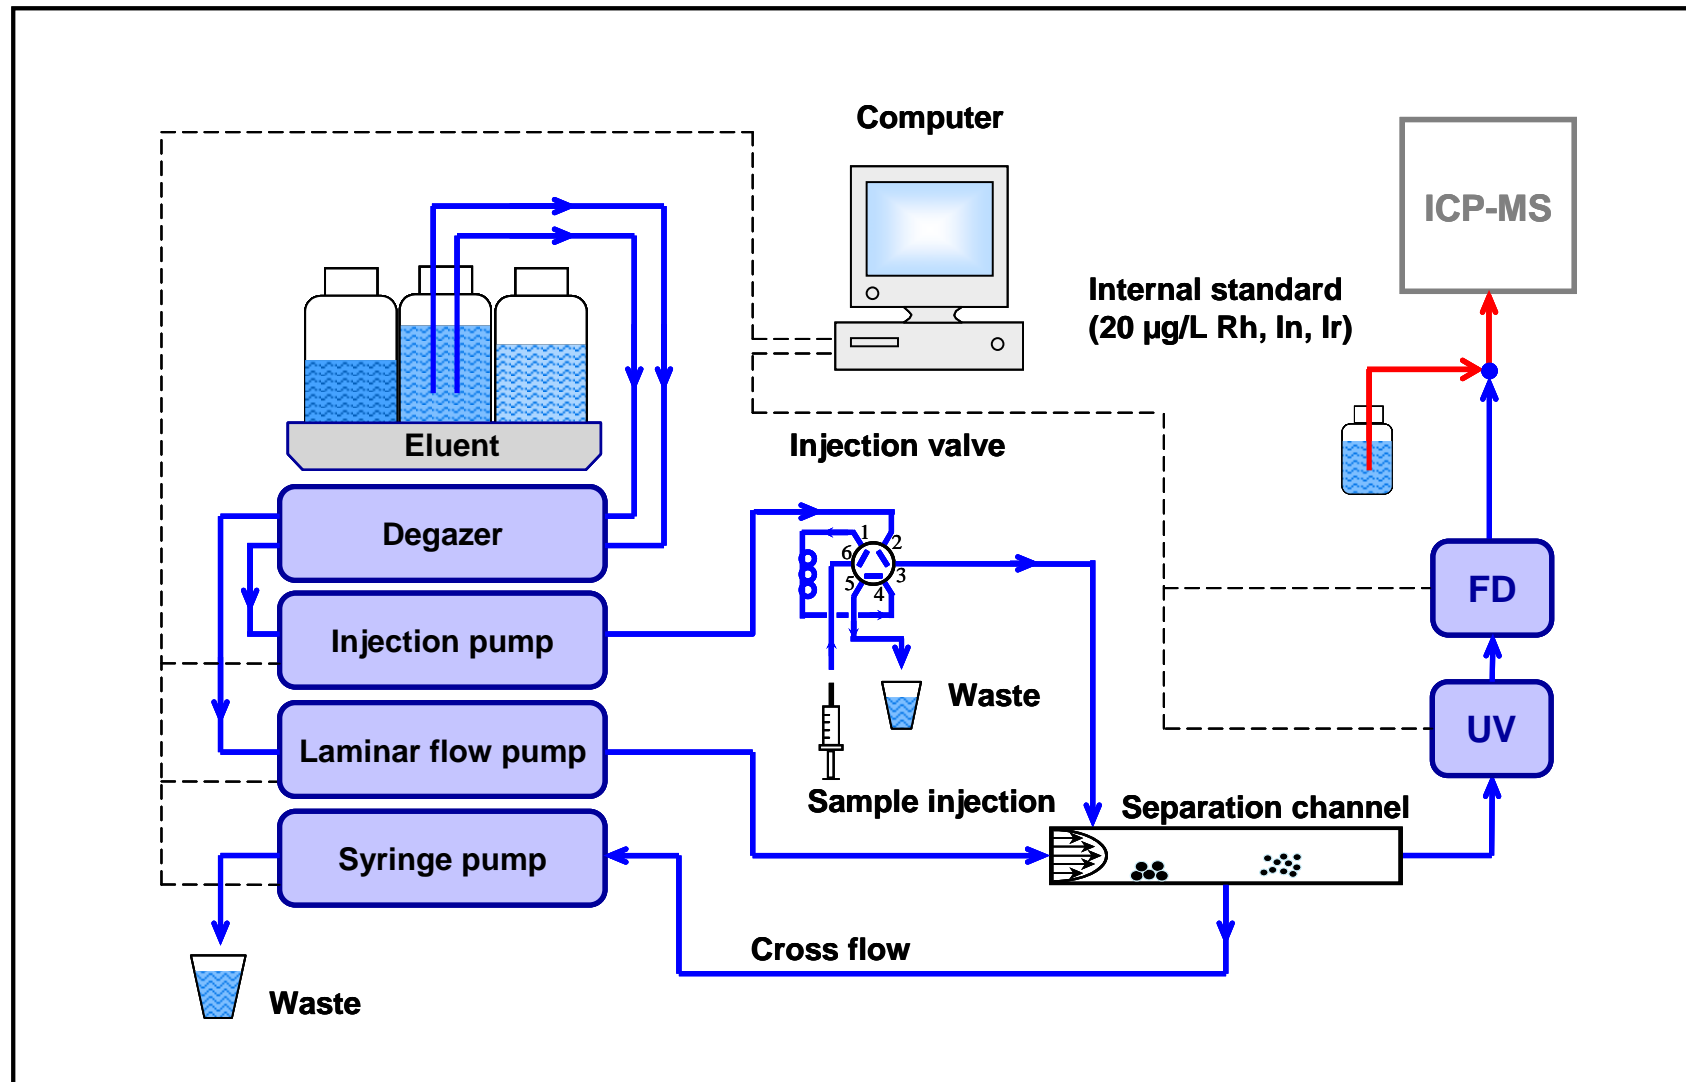 Computer
ICP-MS
Internal standard
(20 µg/L Rh, In, Ir)
Eluent
Injection valve
Degazer
1
2
6
3
5
4
FD
Injection pump
Waste
UV
Laminar flow pump
Sample injection
Separation channel
Syringe pump
Cross flow
Waste